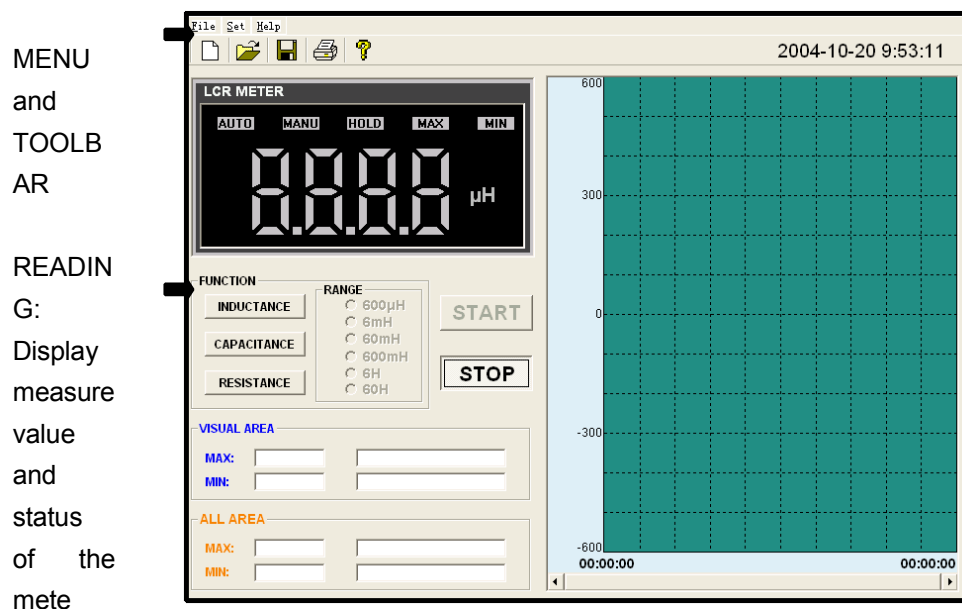 MENU
and
TOOLB
AR
READIN
G:
Display
measure
value
and
status
of the
mete
File Set Help
2004-10-20 9:53:11
LCR METER
AUTO MANU HOLD MAX MIN
8.8.8.8 µH
FUNCTION
INDUCTANCE
CAPACITANCE
RESISTANCE
RANGE
600µH
6mH
60mH
600mH
6H
60H
START
STOP
VISUAL AREA
MAX:
MIN:
ALL AREA
MAX:
MIN:
600
300
0
-300
-600
00:00:00 00:00:00